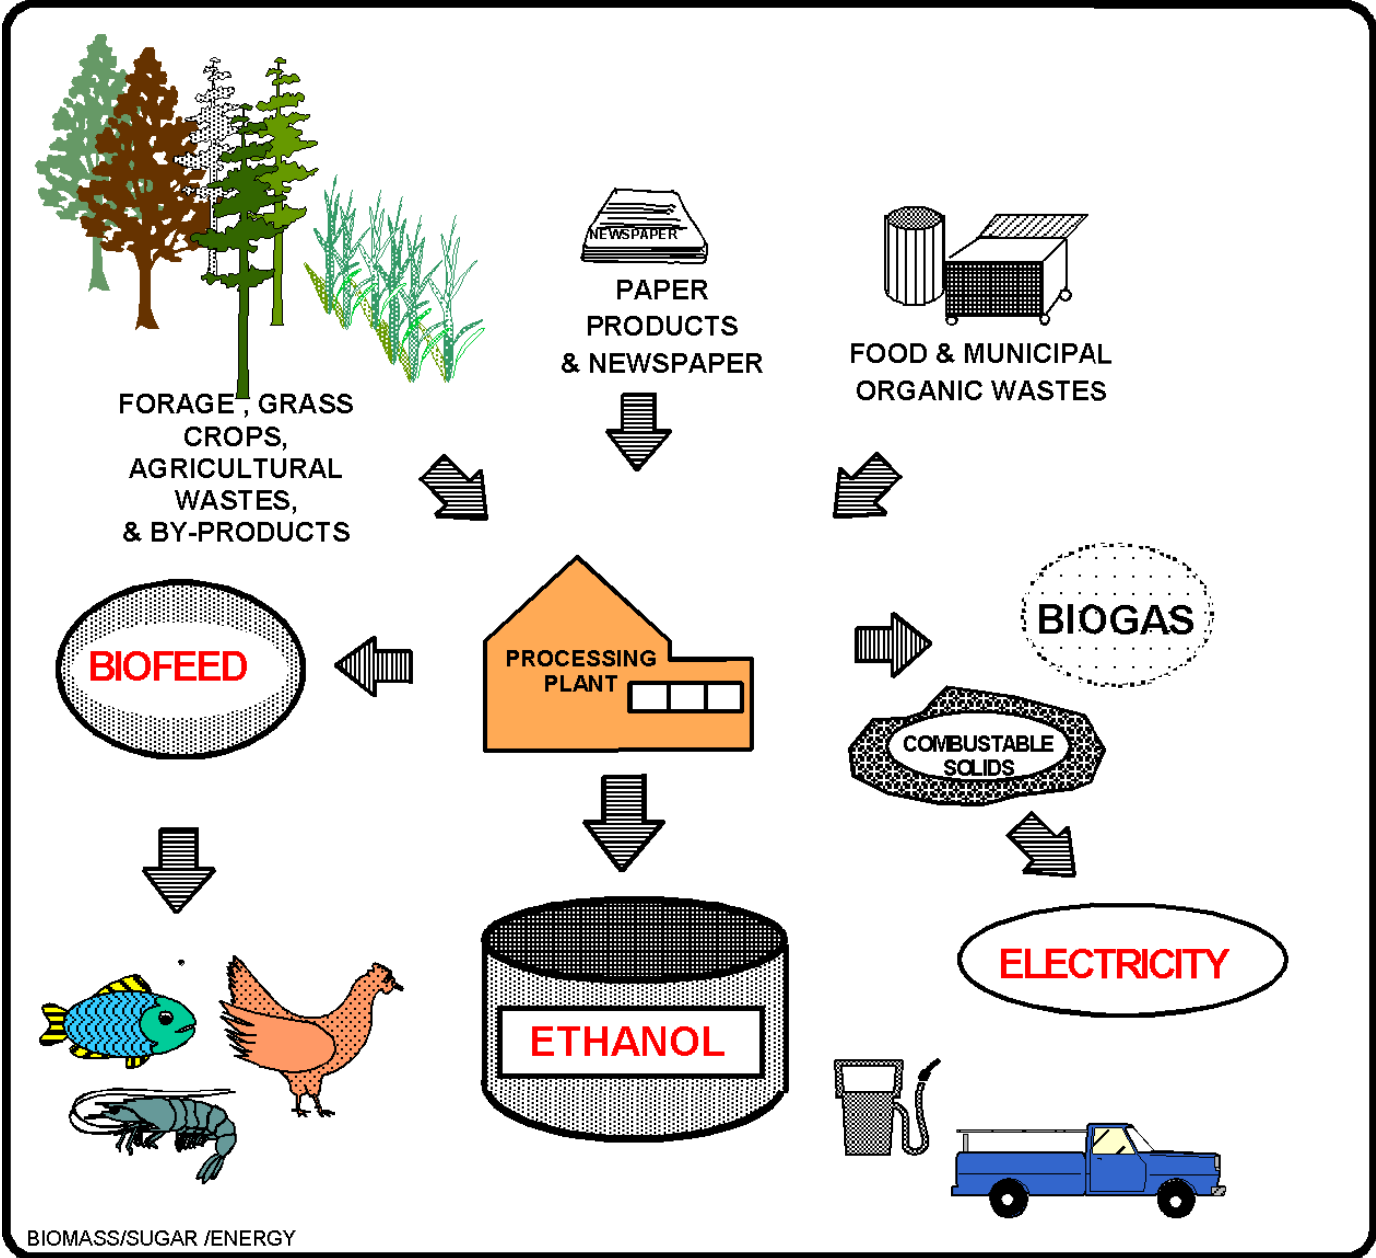 NEWSPAPER
PAPER
PRODUCTS
& NEWSPAPER
FOOD & MUNICIPAL
ORGANIC WASTES
FORAGE , GRASS
CROPS,
AGRICULTURAL
WASTES,
& BY-PRODUCTS
BIOFEED
PROCESSING
PLANT
BIOGAS
COMBUSTABLE
SOLIDS
ETHANOL
ELECTRICITY
BIOMASS/SUGAR /ENERGY